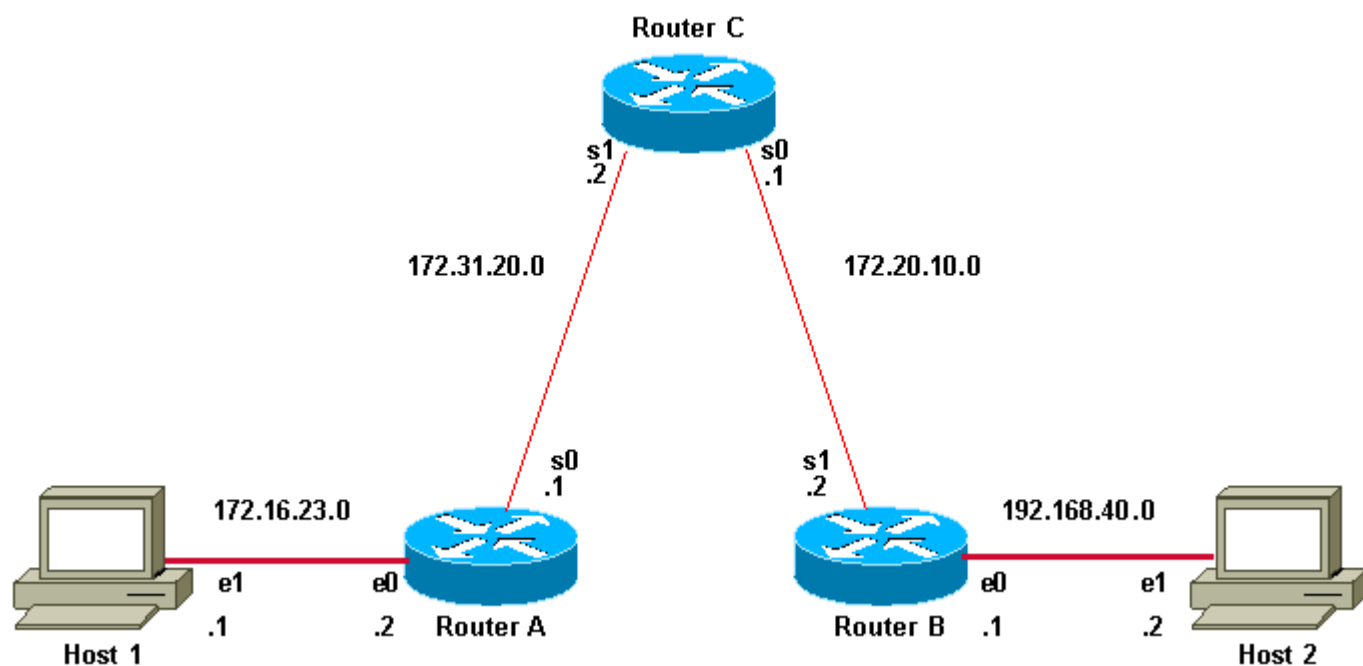 Router C
s1
.2
s0
.1
172.31.20.0
172.20.10.0
s0
.1
s1
.2
172.16.23.0
192.168.40.0
e1
.1
e0
.2
e0
.1
e1
.2
Router A
Router B
Host 1
Host 2